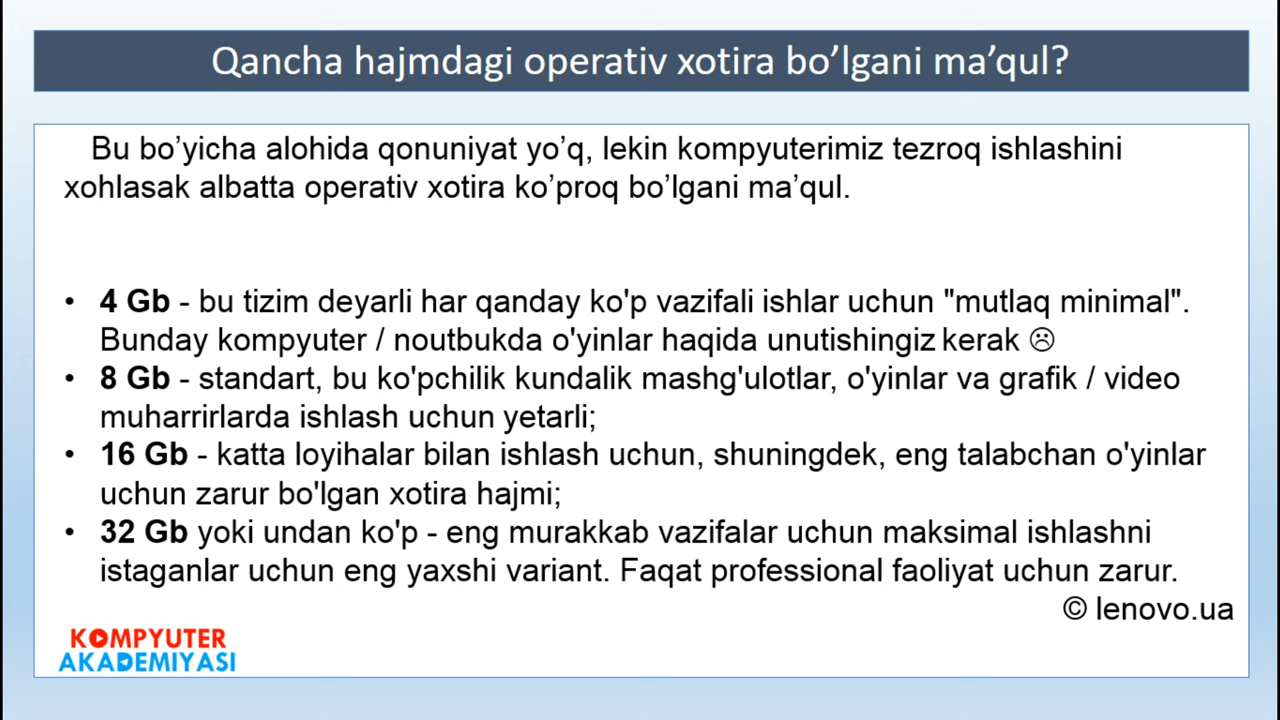 Qancha hajmdagi operativ xotira bo’lgani ma’qul?
Bu bo’yicha alohida qonuniyat yo’q, lekin kompyuterimiz tezroq ishlashini
xohlasak albatta operativ xotira ko’proq bo’lgani ma’qul.
• 4 Gb - bu tizim deyarli har qanday ko'p vazifali ishlar uchun "mutlaq minimal".
Bunday kompyuter / noutbukda o'yinlar haqida unutishingiz kerak ☹
• 8 Gb - standart, bu ko'pchilik kundalik mashg'ulotlar, o'yinlar va grafik / video
muharrirlarda ishlash uchun yetarli;
• 16 Gb - katta loyihalar bilan ishlash uchun, shuningdek, eng talabchan o'yinlar
uchun zarur bo'lgan xotira hajmi;
• 32 Gb yoki undan ko'p - eng murakkab vazifalar uchun maksimal ishlashni
istaganlar uchun eng yaxshi variant. Faqat professional faoliyat uchun zarur.
© lenovo.ua
KOMPYUTER
AKADEMIYASI